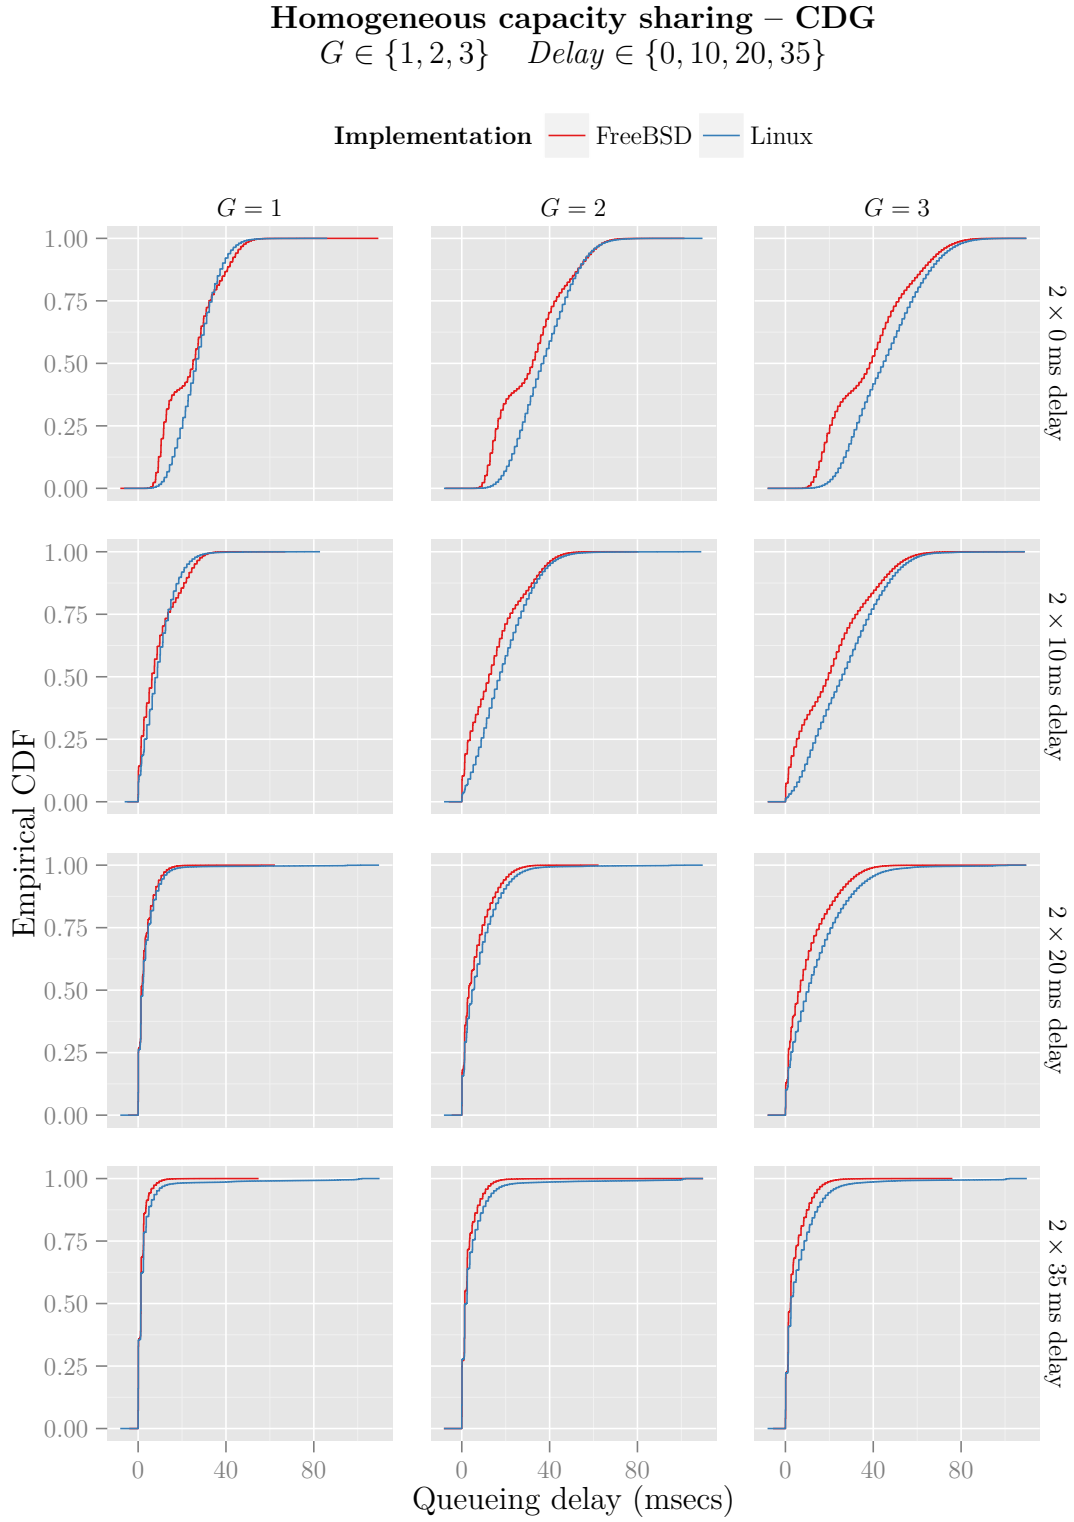 Homogeneous capacity sharing – CDG
G ∈ {1, 2, 3} Delay ∈ {0, 10, 20, 35}
Implementation FreeBSD Linux
G = 1 G = 2 G = 3
1.00
0.75
0.50
0.25
0.00
2 × 0 ms delay
1.00
0.75
0.50
0.25
0.00
2 × 10 ms delay
1.00
0.75
0.50
0.25
0.00
2 × 20 ms delay
1.00
0.75
0.50
0.25
0.00
2 × 35 ms delay
Empirical CDF
0 40 80 0 40 80 0 40 80
Queueing delay (msecs)